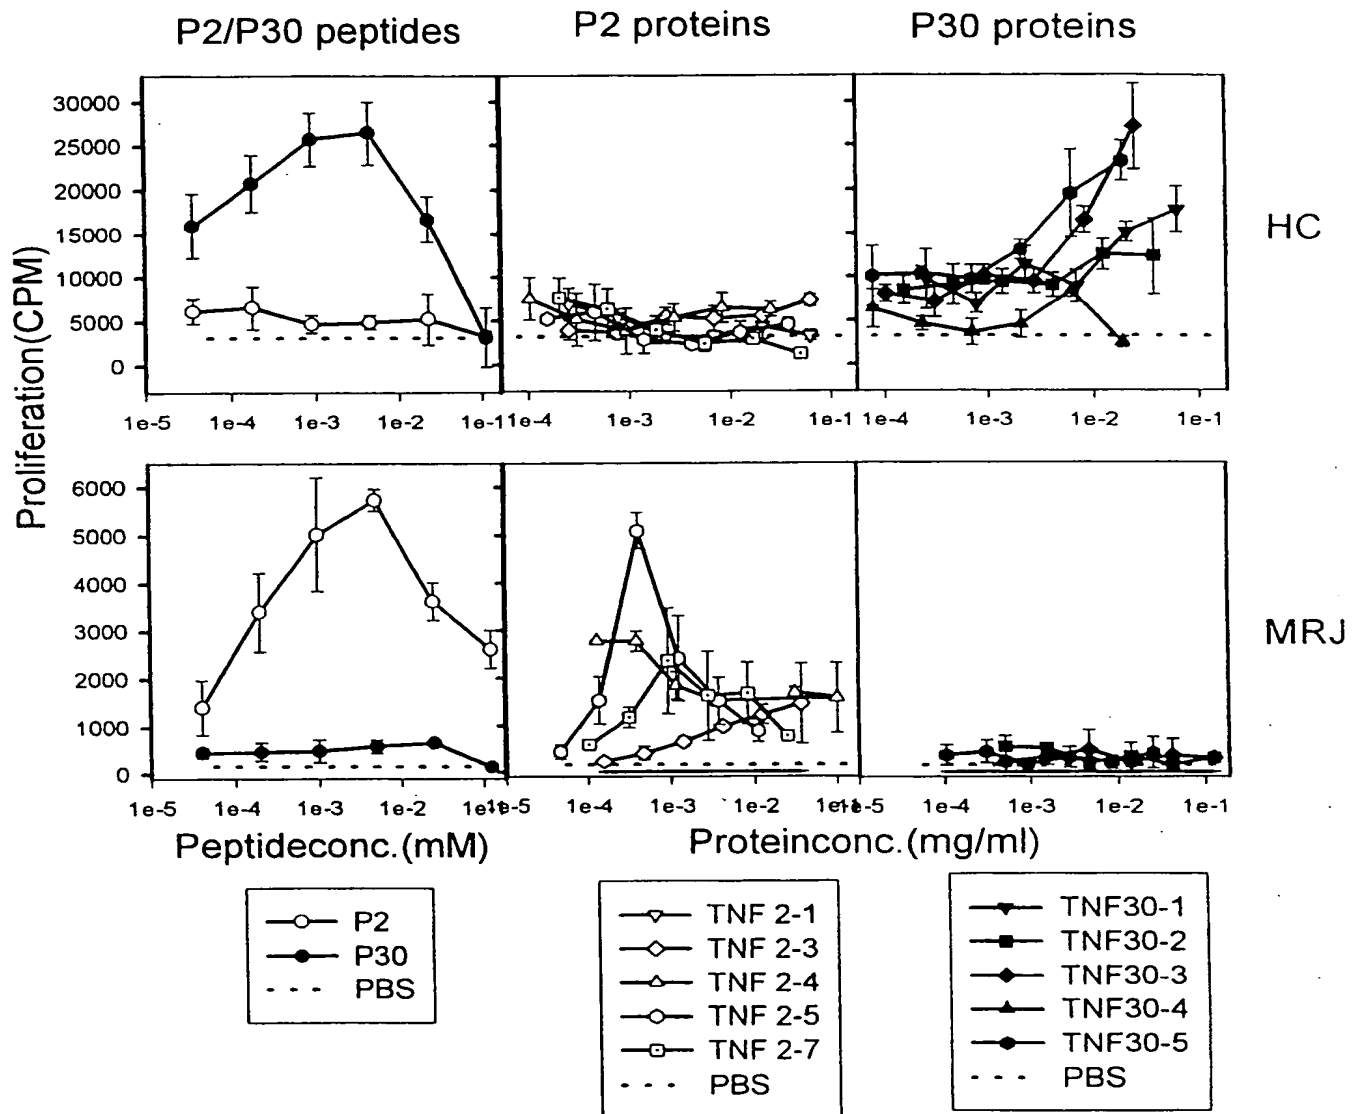 P2/P30 peptides
P2 proteins
P30 proteins
Proliferation(CPM)
30000
25000
20000
15000
10000
5000
0
1e-5
1e-4
1e-3
1e-2
1e-1
1e-4
1e-3
1e-2
1e-1
1e-4
1e-3
1e-2
1e-1
HC
6000
5000
4000
3000
2000
1000
0
1e-5
1e-4
1e-3
1e-2
1e-5
1e-4
1e-3
1e-2
1e-5
1e-4
1e-3
1e-2
1e-1
MRJ
Peptideconc.(mM)
Proteinconc.(mg/ml)
P2
P30
PBS
TNF 2-1
TNF 2-3
TNF 2-4
TNF 2-5
TNF 2-7
PBS
TNF30-1
TNF30-2
TNF30-3
TNF30-4
TNF30-5
PBS